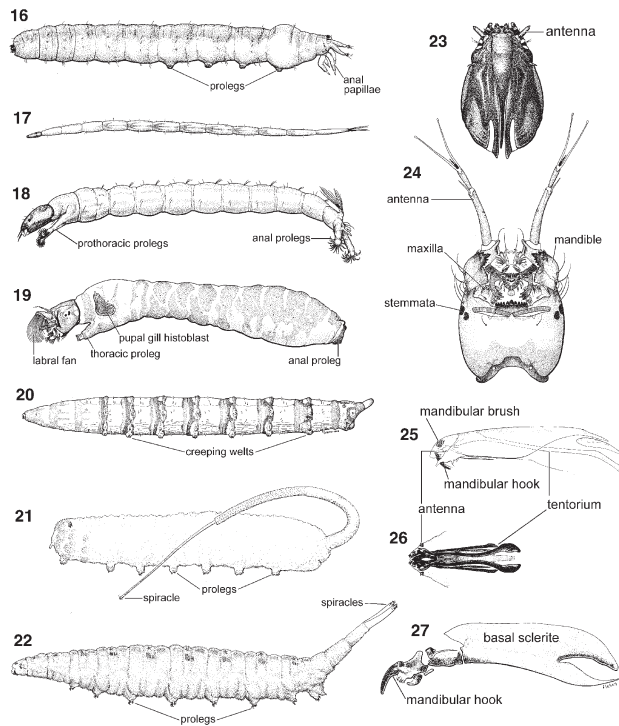 16
prolegs
anal
papillae
17
18
prothoracic prolegs
anal prolegs
19
labral fan
pupal gill histoblast
thoracic proleg
anal proleg
20
creeping welts
21
spiracle
prolegs
22
spiracles
prolegs
23
antenna
24
antenna
maxilla
mandible
stemmata
25
mandibular brush
mandibular hook
antenna
tentorium
26
27
basal sclerite
mandibular hook